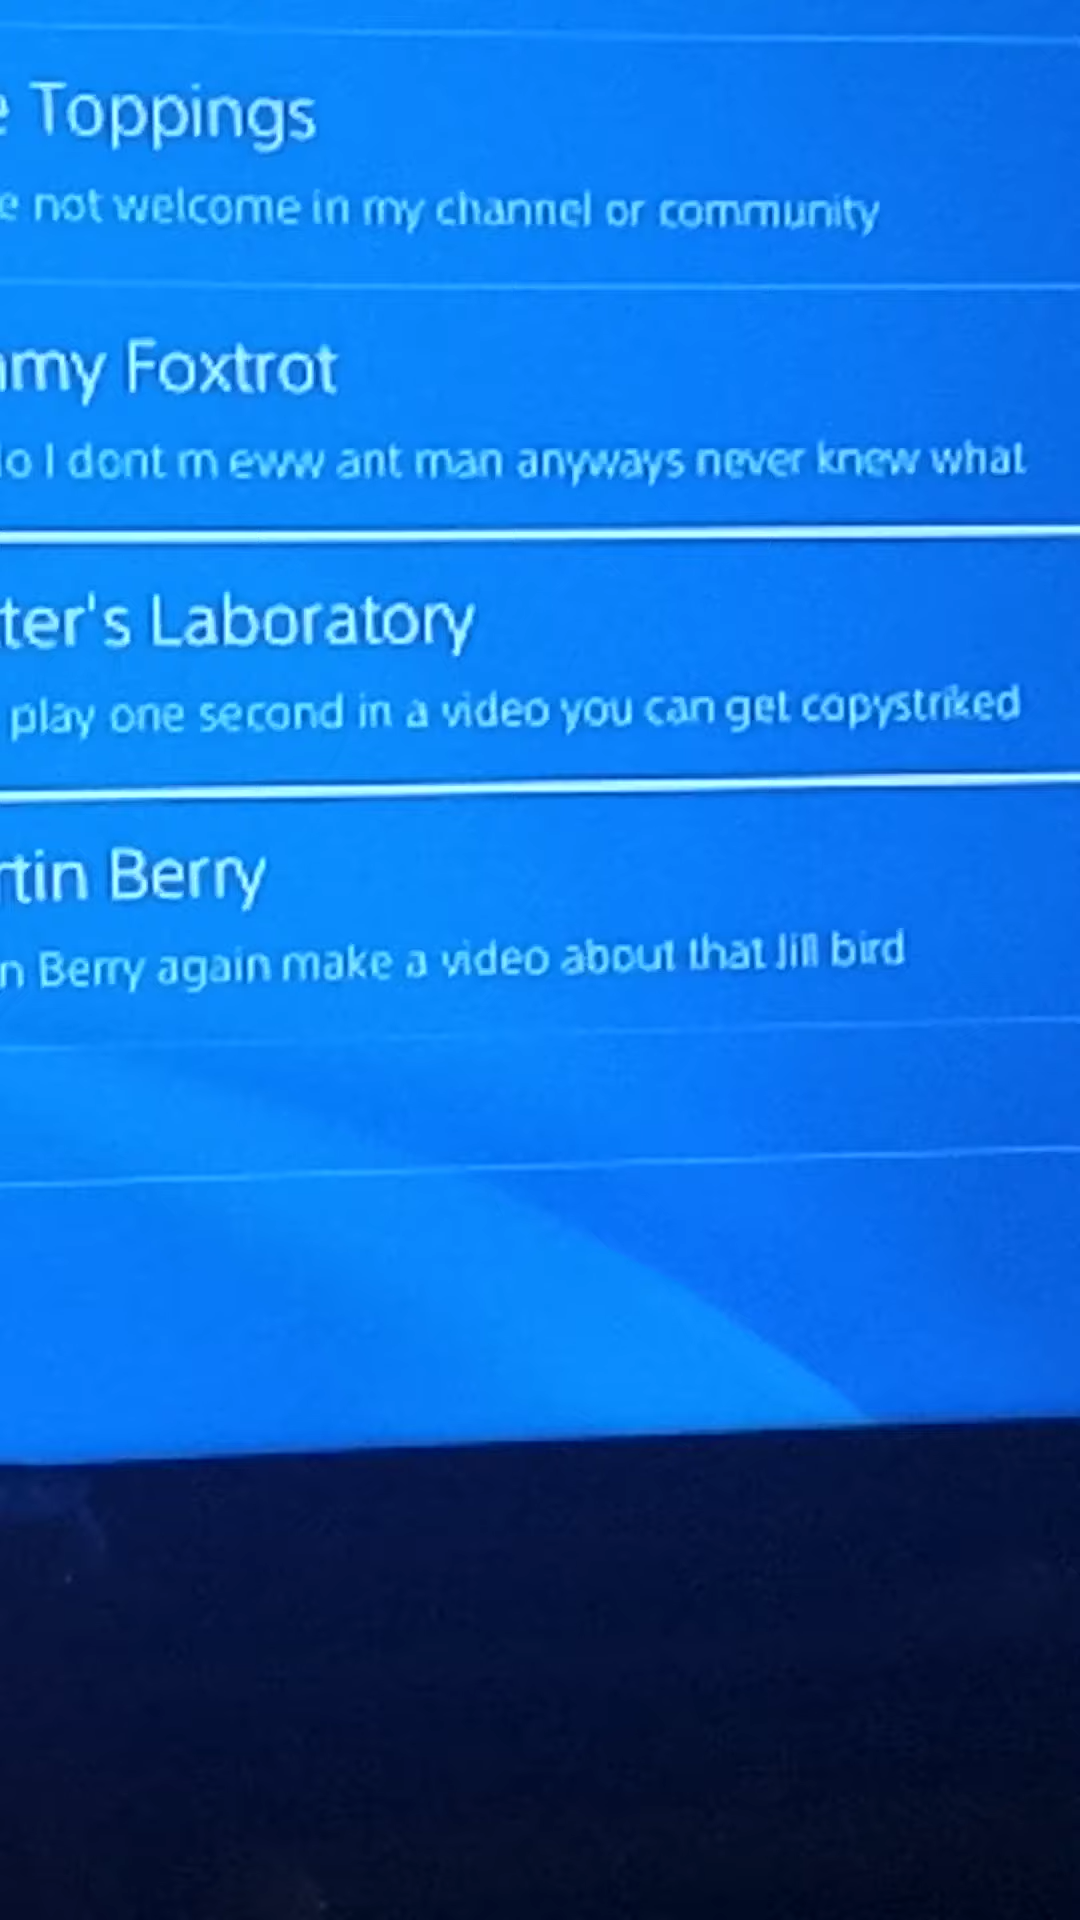 e Toppings
e not welcome in my channel or community
my Foxtrot
lo I dont m eww ant man anyways never knew what
ter's Laboratory
play one second in a video you can get copystriked
rtin Berry
n Berry again make a video about that Jill bird